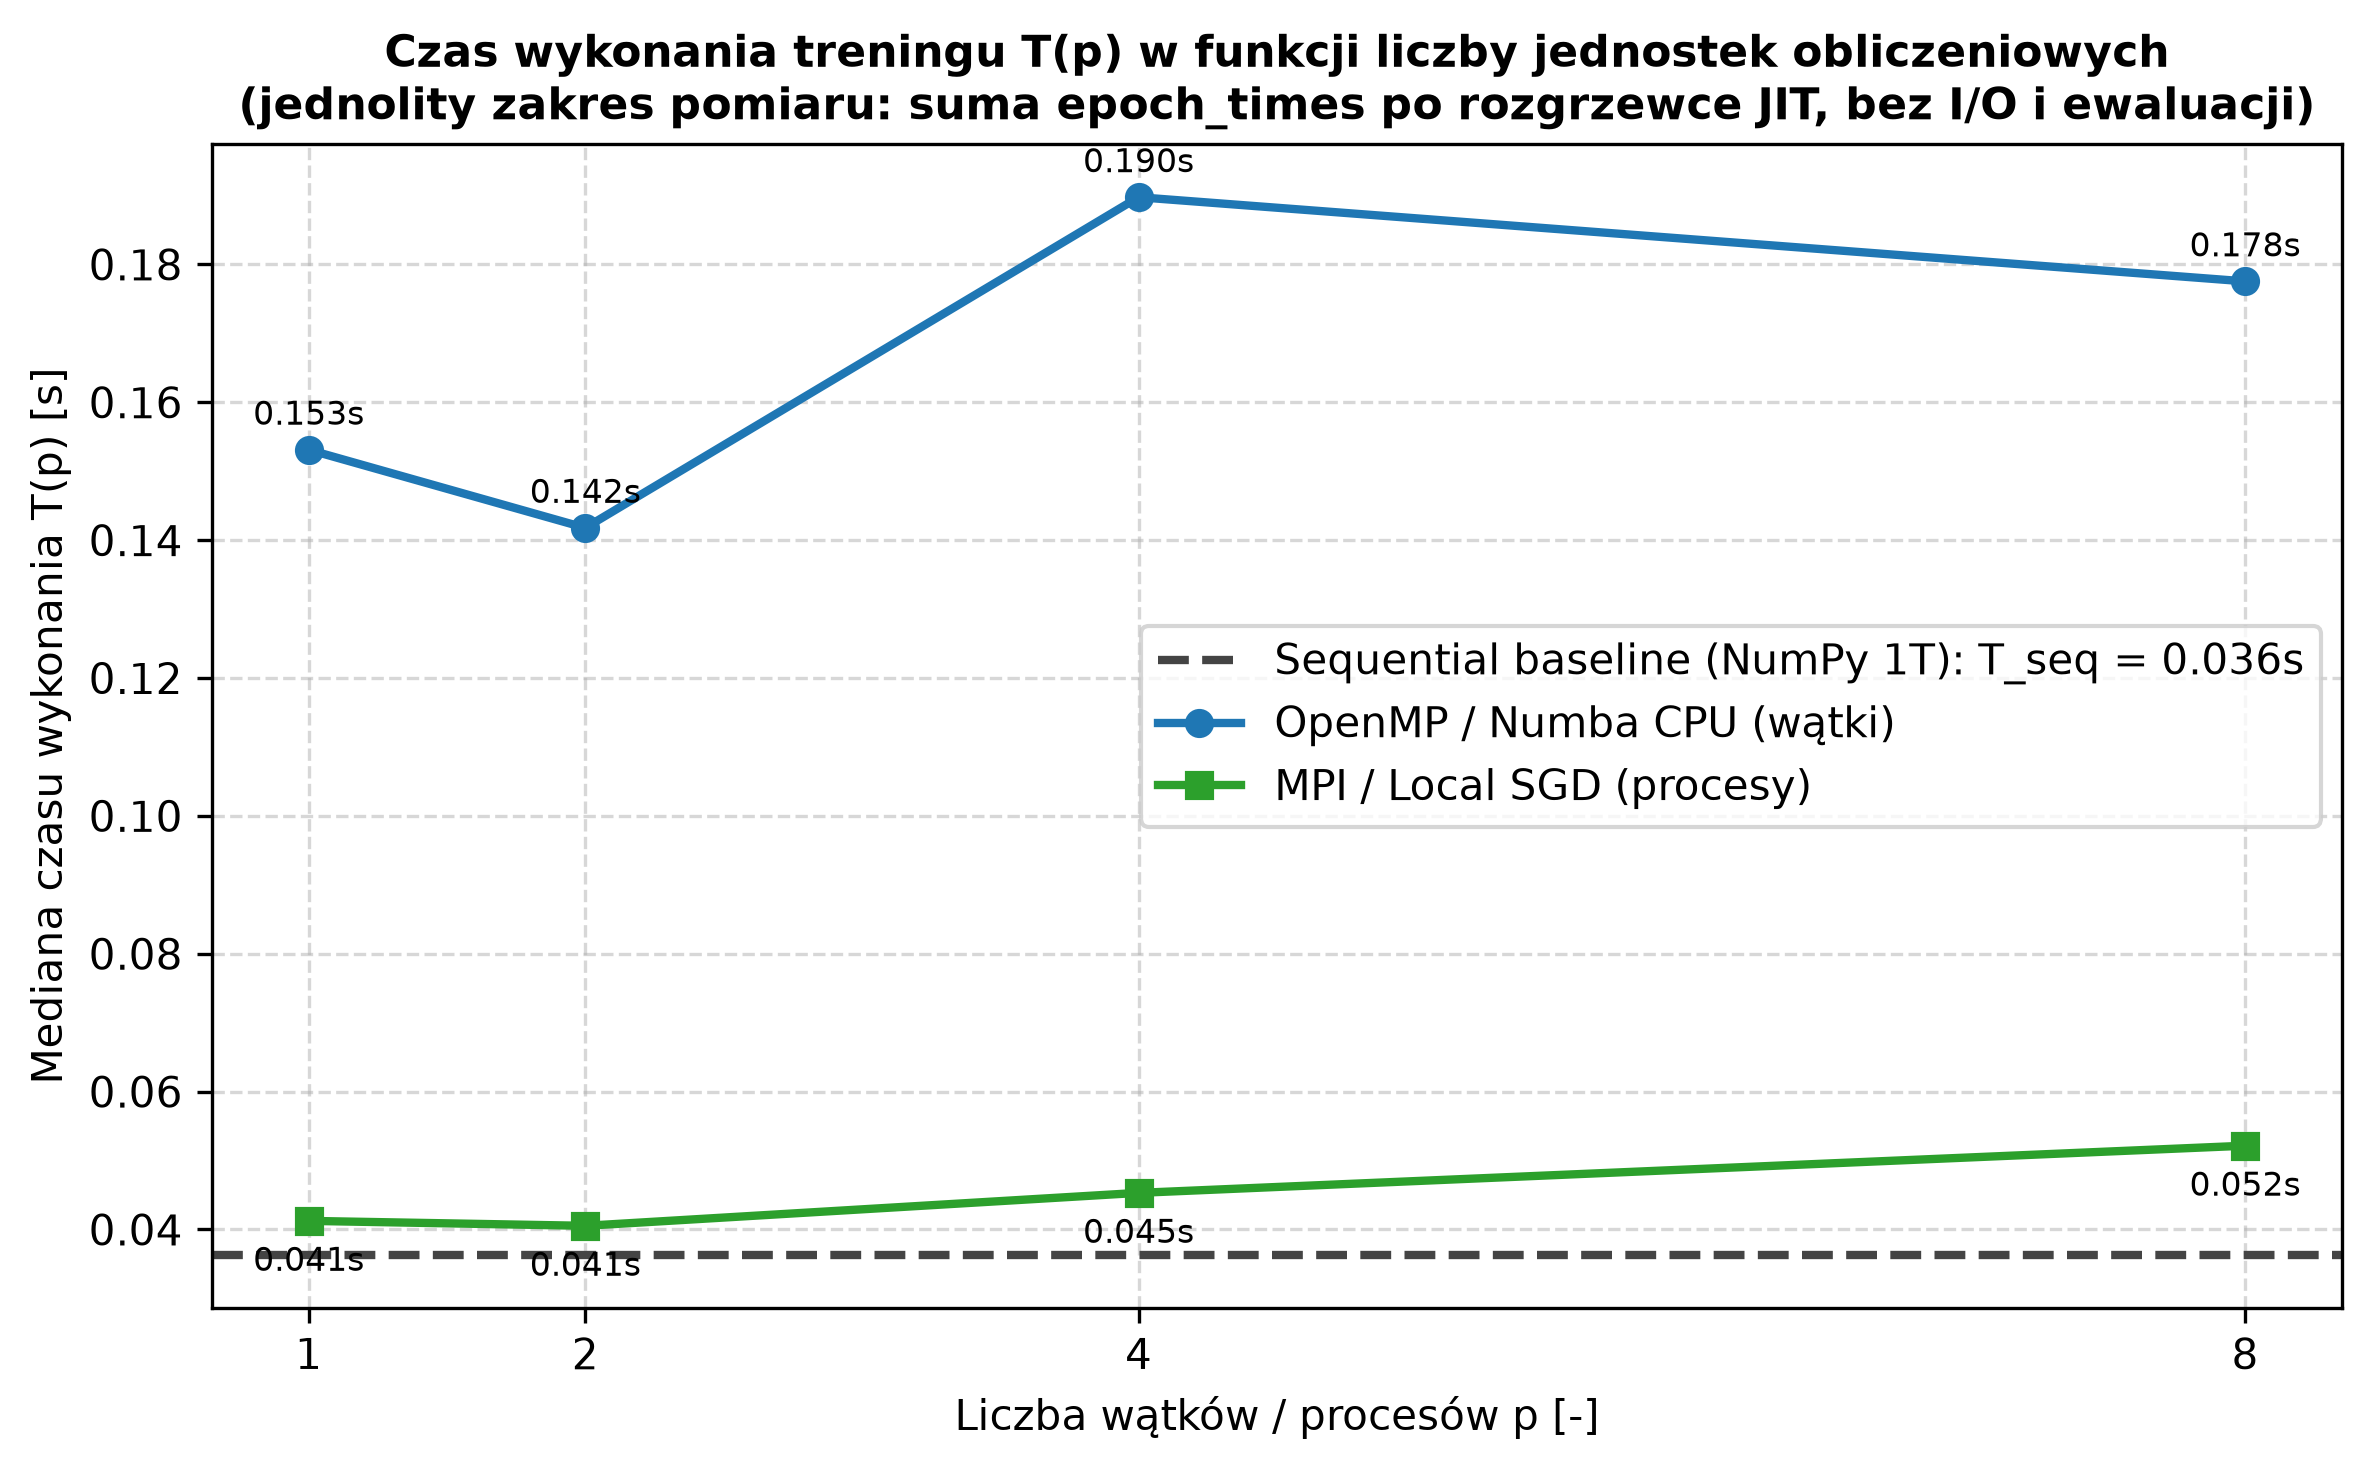 Czas wykonania treningu T(p) w funkcji liczby jednostek obliczeniowych
(jednolity zakres pomiaru: suma epoch_times po rozgrzewce JIT, bez I/O i ewaluacji)
Mediana czasu wykonania T(p) [s]
0.18
0.16
0.14
0.12
0.10
0.08
0.06
0.04
0.153s
0.142s
0.190s
0.178s
Sequential baseline (NumPy 1T): T_seq = 0.036s
OpenMP / Numba CPU (wątki)
MPI / Local SGD (procesy)
0.041s
0.041s
0.045s
0.052s
1
2
4
8
Liczba wątków / procesów p [-]